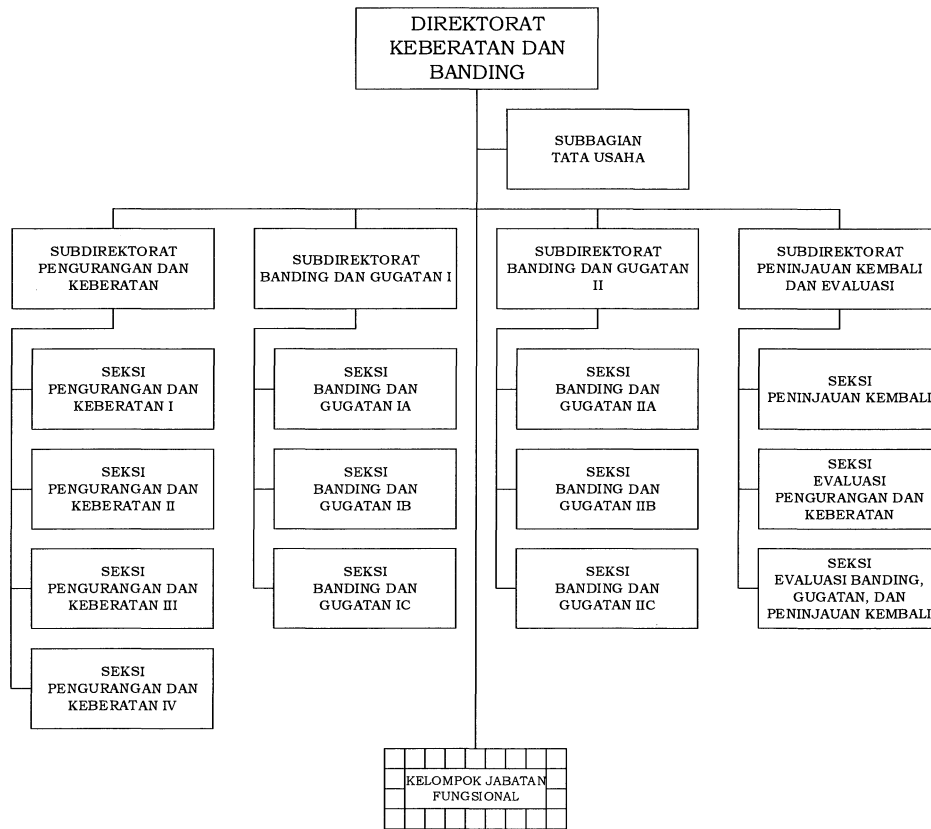 DIREKTORAT
KEBERATAN DAN
BANDING
SUBBAGIAN
TATA USAHA
SUBDIREKTORAT
PENGURANGAN DAN
KEBERATAN
SUBDIREKTORAT
BANDING DAN GUGATAN I
SUBDIREKTORAT
BANDING DAN GUGATAN
II
SUBDIREKTORAT
PENINJAUAN KEMBALI
DAN EVALUASI
SEKSI
PENGURANGAN DAN
KEBERATAN I
SEKSI
BANDING DAN
GUGATAN IA
SEKSI
BANDING DAN
GUGATAN IIA
SEKSI
PENINJAUAN KEMBALI
SEKSI
PENGURANGAN DAN
KEBERATAN II
SEKSI
BANDING DAN
GUGATAN IB
SEKSI
BANDING DAN
GUGATAN IIB
SEKSI
EVALUASI
PENGURANGAN DAN
KEBERATAN
SEKSI
PENGURANGAN DAN
KEBERATAN III
SEKSI
BANDING DAN
GUGATAN IC
SEKSI
BANDING DAN
GUGATAN IIC
SEKSI
EVALUASI BANDING,
GUGATAN, DAN
PENINJAUAN KEMBALI
SEKSI
PENGURANGAN DAN
KEBERATAN IV
KELOMPOK JABATAN
FUNGSIONAL